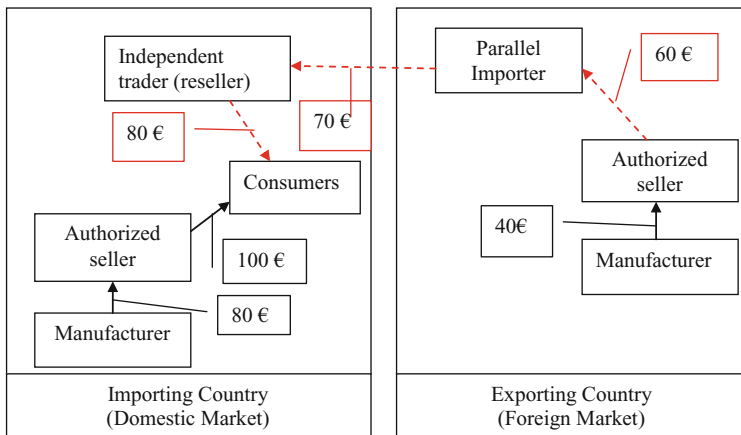 Independent
trader (reseller)
80 €
70 €
Consumers
Authorized
seller
100 €
80 €
Manufacturer
Importing Country
(Domestic Market)
Parallel
Importer
60 €
Authorized
seller
40€
Manufacturer
Exporting Country
(Foreign Market)